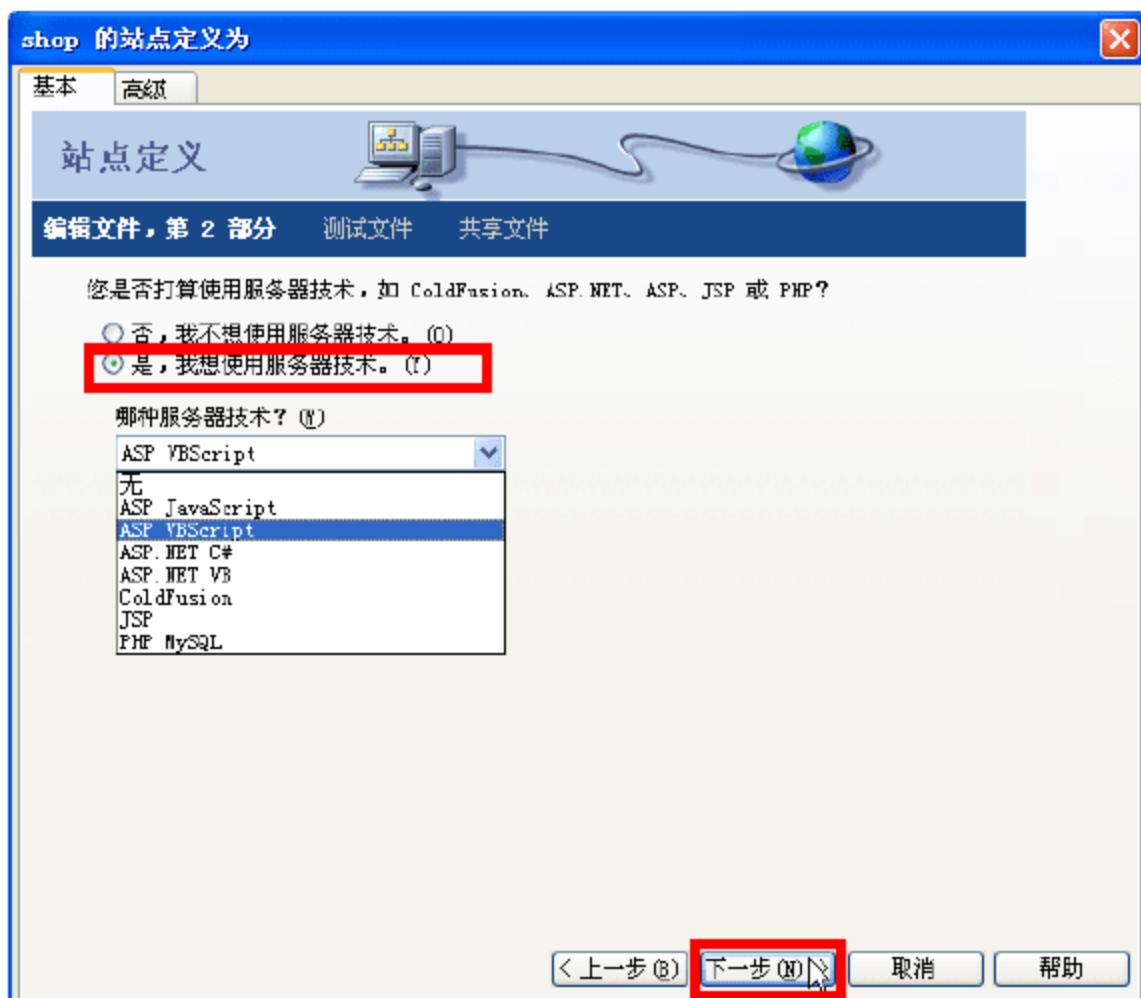 shop 的站点定义为
基本 高级
站点定义
编辑文件，第 2 部分 测试文件 共享文件
您是否打算使用服务器技术，如 ColdFusion、ASP.NET、ASP、JSP 或 PHP？
否，我不想使用服务器技术。(O)
是，我想使用服务器技术。(Y)
哪种服务器技术？(W)
ASP VBScript
无
ASP JavaScript
ASP VBScript
ASP.NET C#
ASP.NET VB
ColdFusion
JSP
PHP MySQL
< 上一步(B) 下一步(N) > 取消 帮助